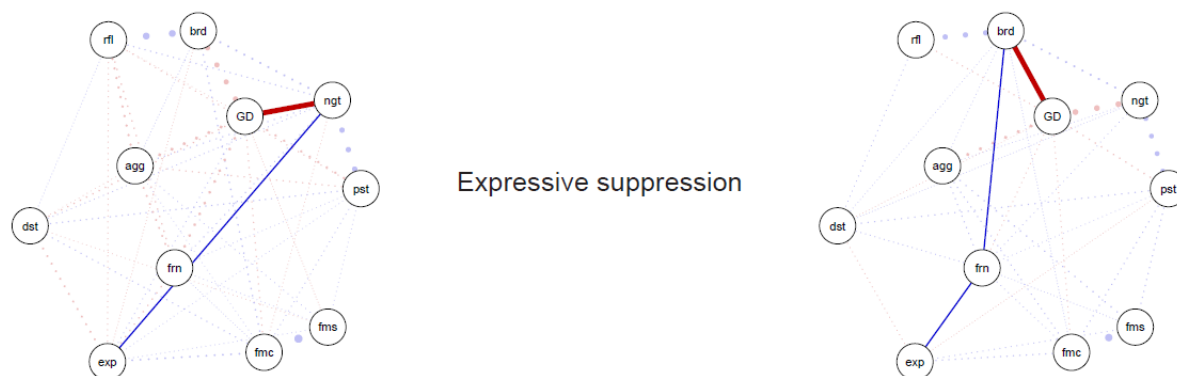 rfl
brd
ngt
GD
agg
pst
dst
frn
fms
fmc
exp
Expressive suppression
brd
rfl
ngt
GD
agg
pst
dst
frn
fms
fmc
exp